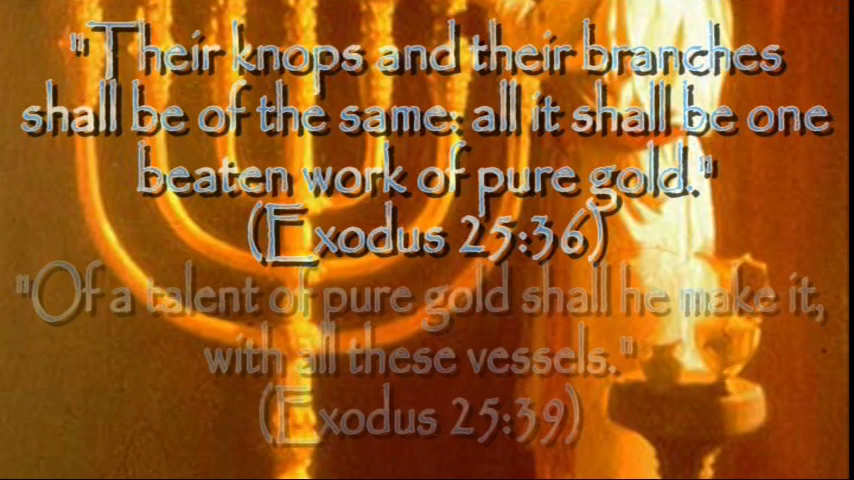 "Their knops and their branches
shall be of the same: all it shall be one
beaten work of pure gold."
(Exodus 25:36)
"Of a talent of pure gold shall he make it,
with all these vessels."
(Exodus 25:39)